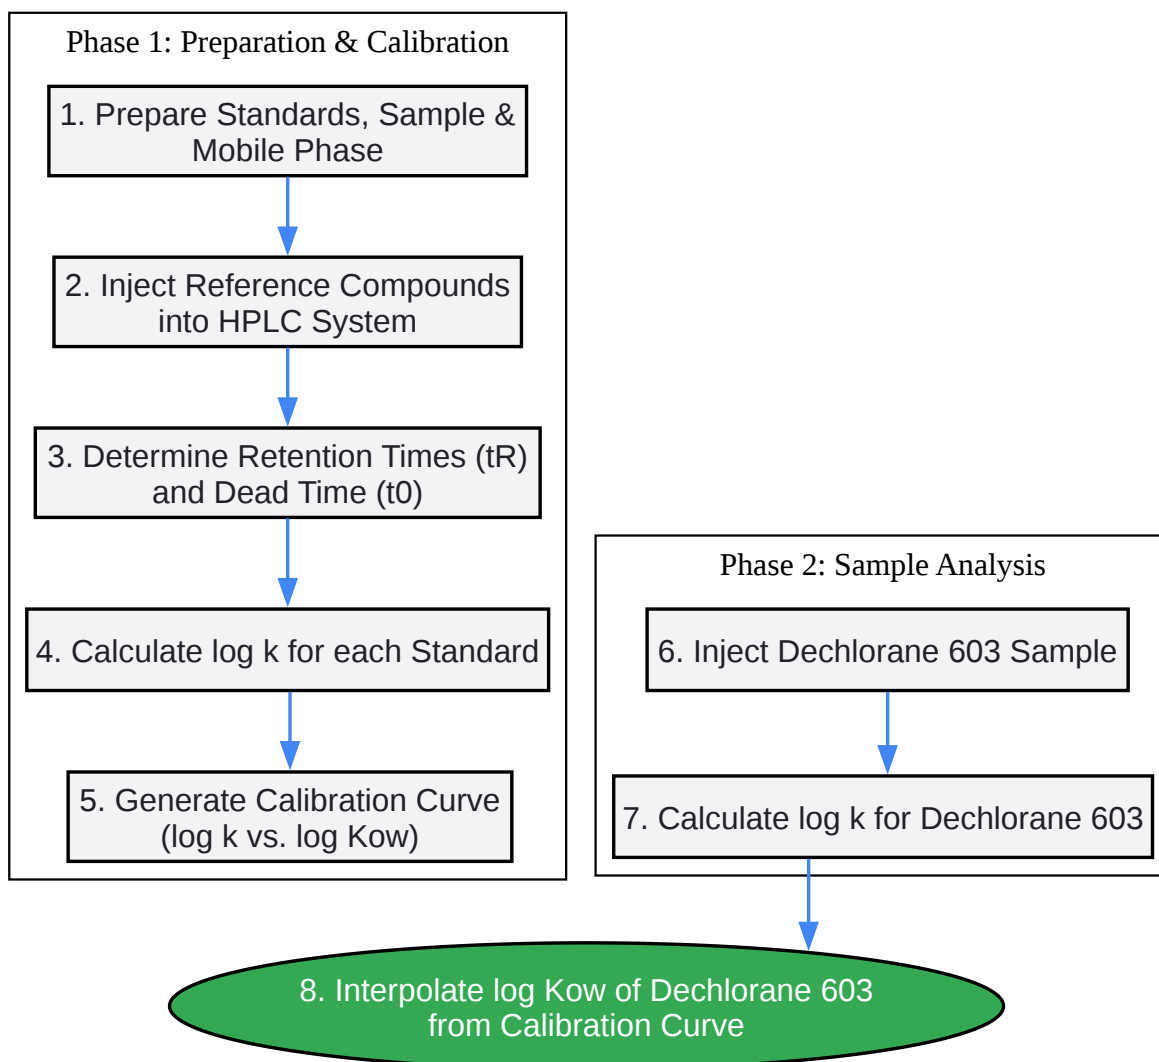 Phase 1: Preparation & Calibration
1. Prepare Standards, Sample &
Mobile Phase
2. Inject Reference Compounds
into HPLC System
3. Determine Retention Times (tR)
and Dead Time (t0)
4. Calculate log k for each Standard
5. Generate Calibration Curve
(log k vs. log Kow)
Phase 2: Sample Analysis
6. Inject Dechlorane 603 Sample
7. Calculate log k for Dechlorane 603
8. Interpolate log Kow of Dechlorane 603
from Calibration Curve